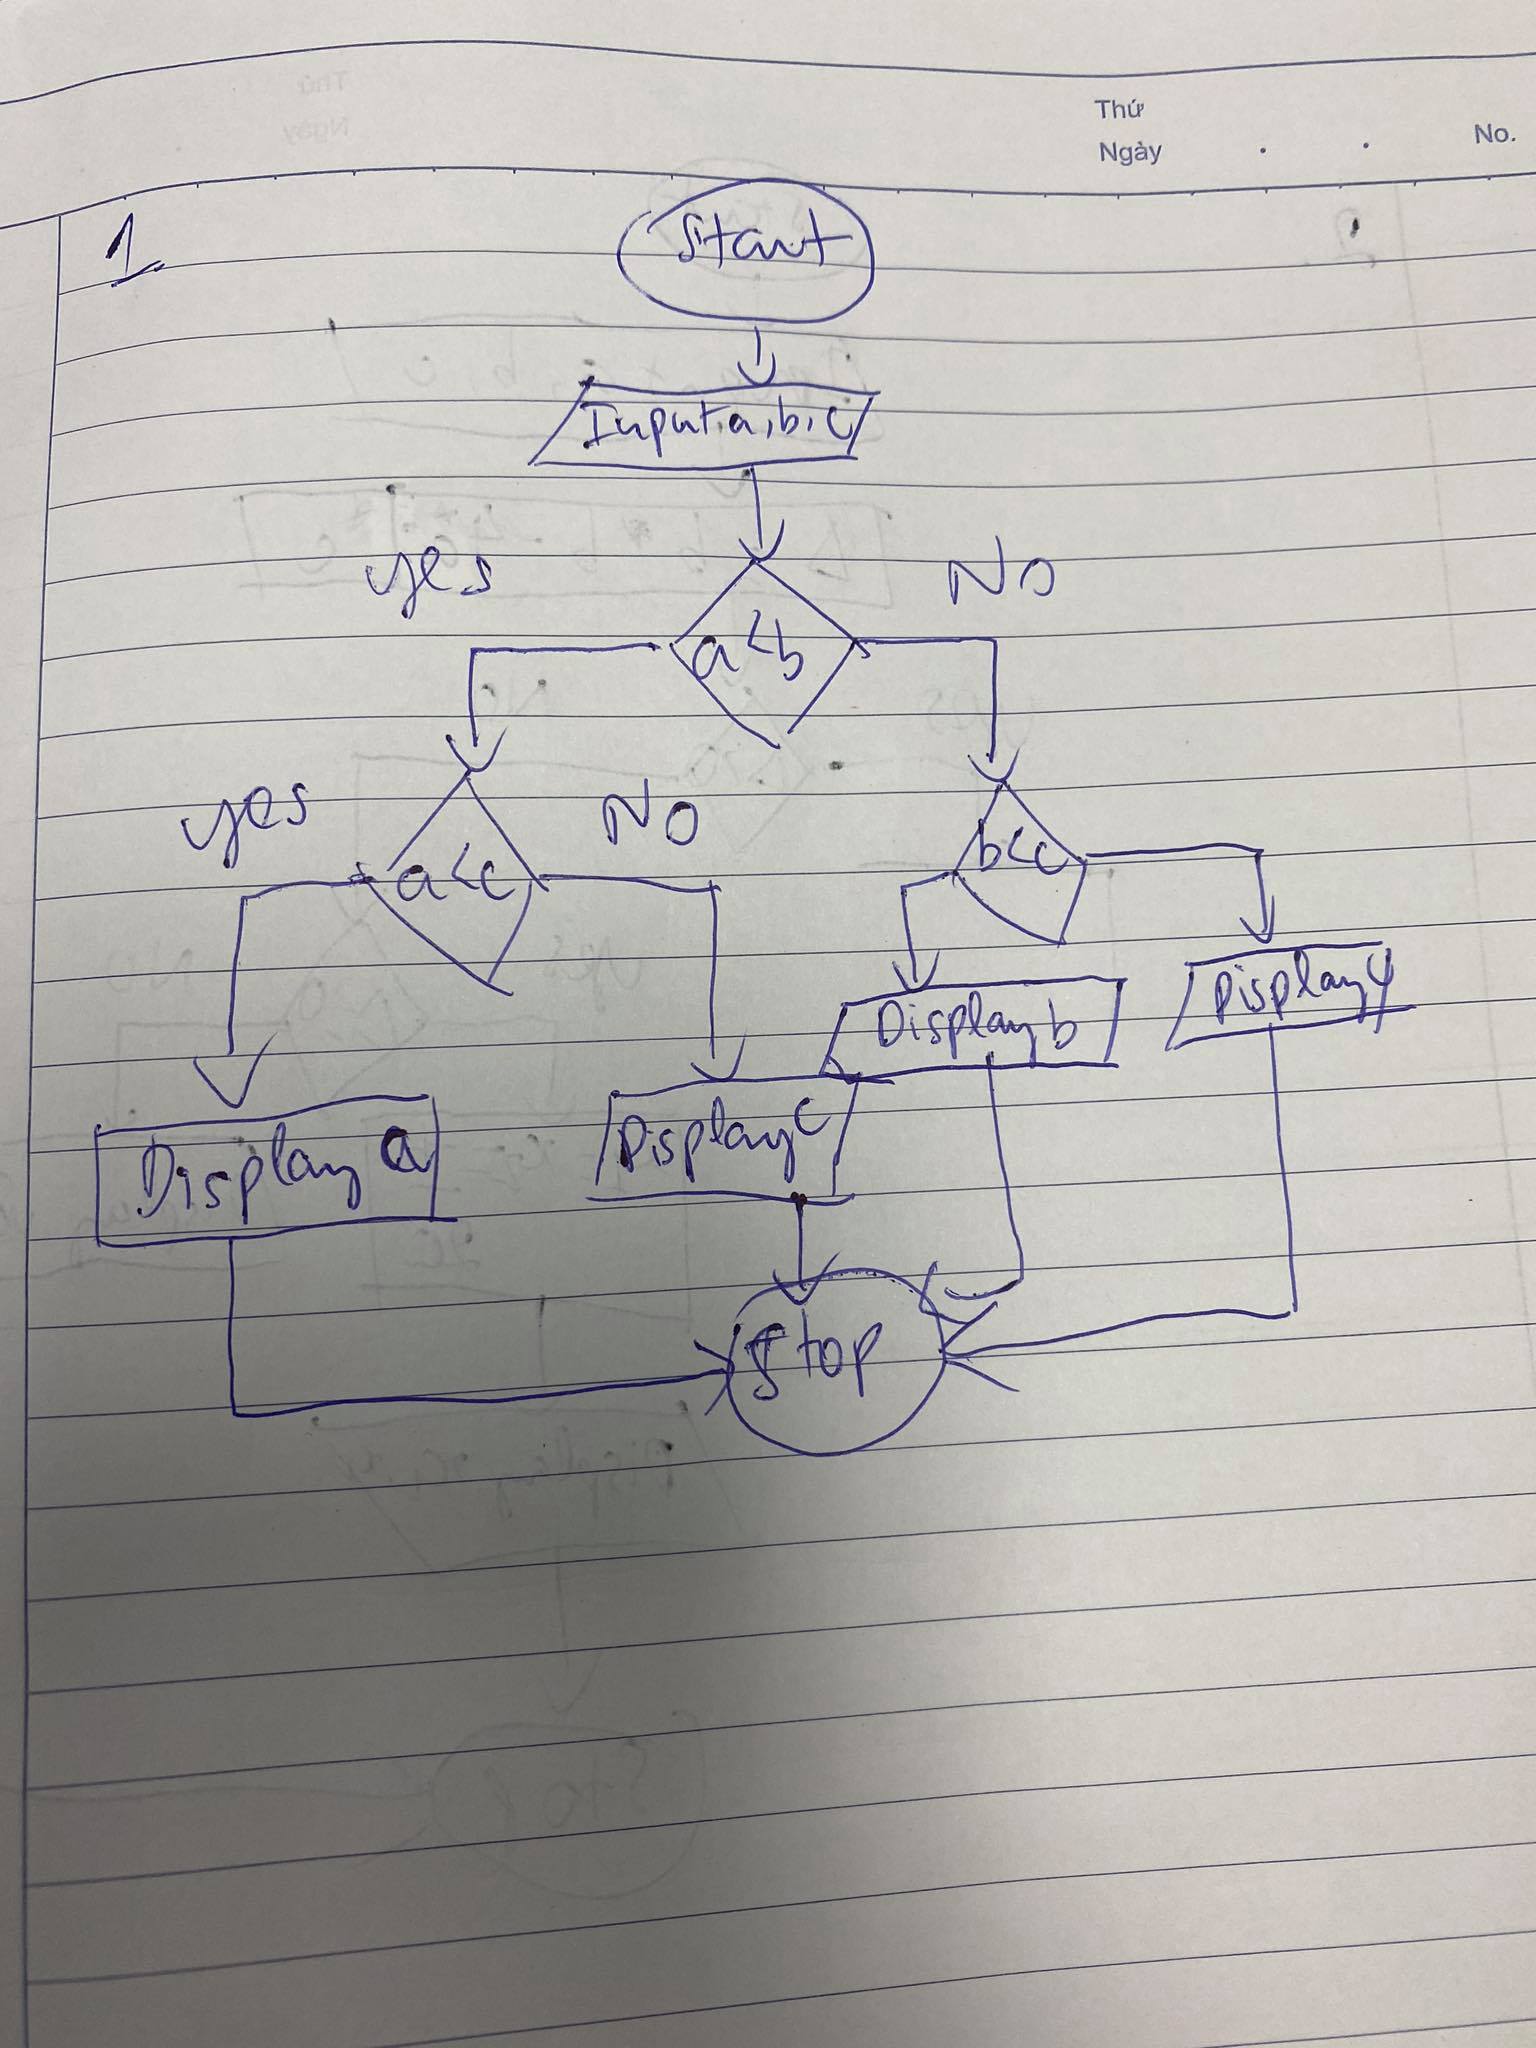 Thứ
Ngày . . No.
1
Start
Input a, b, c
yes No
a<b
yes No
a<c b<c
Display b Display c
Display a Display c
Stop